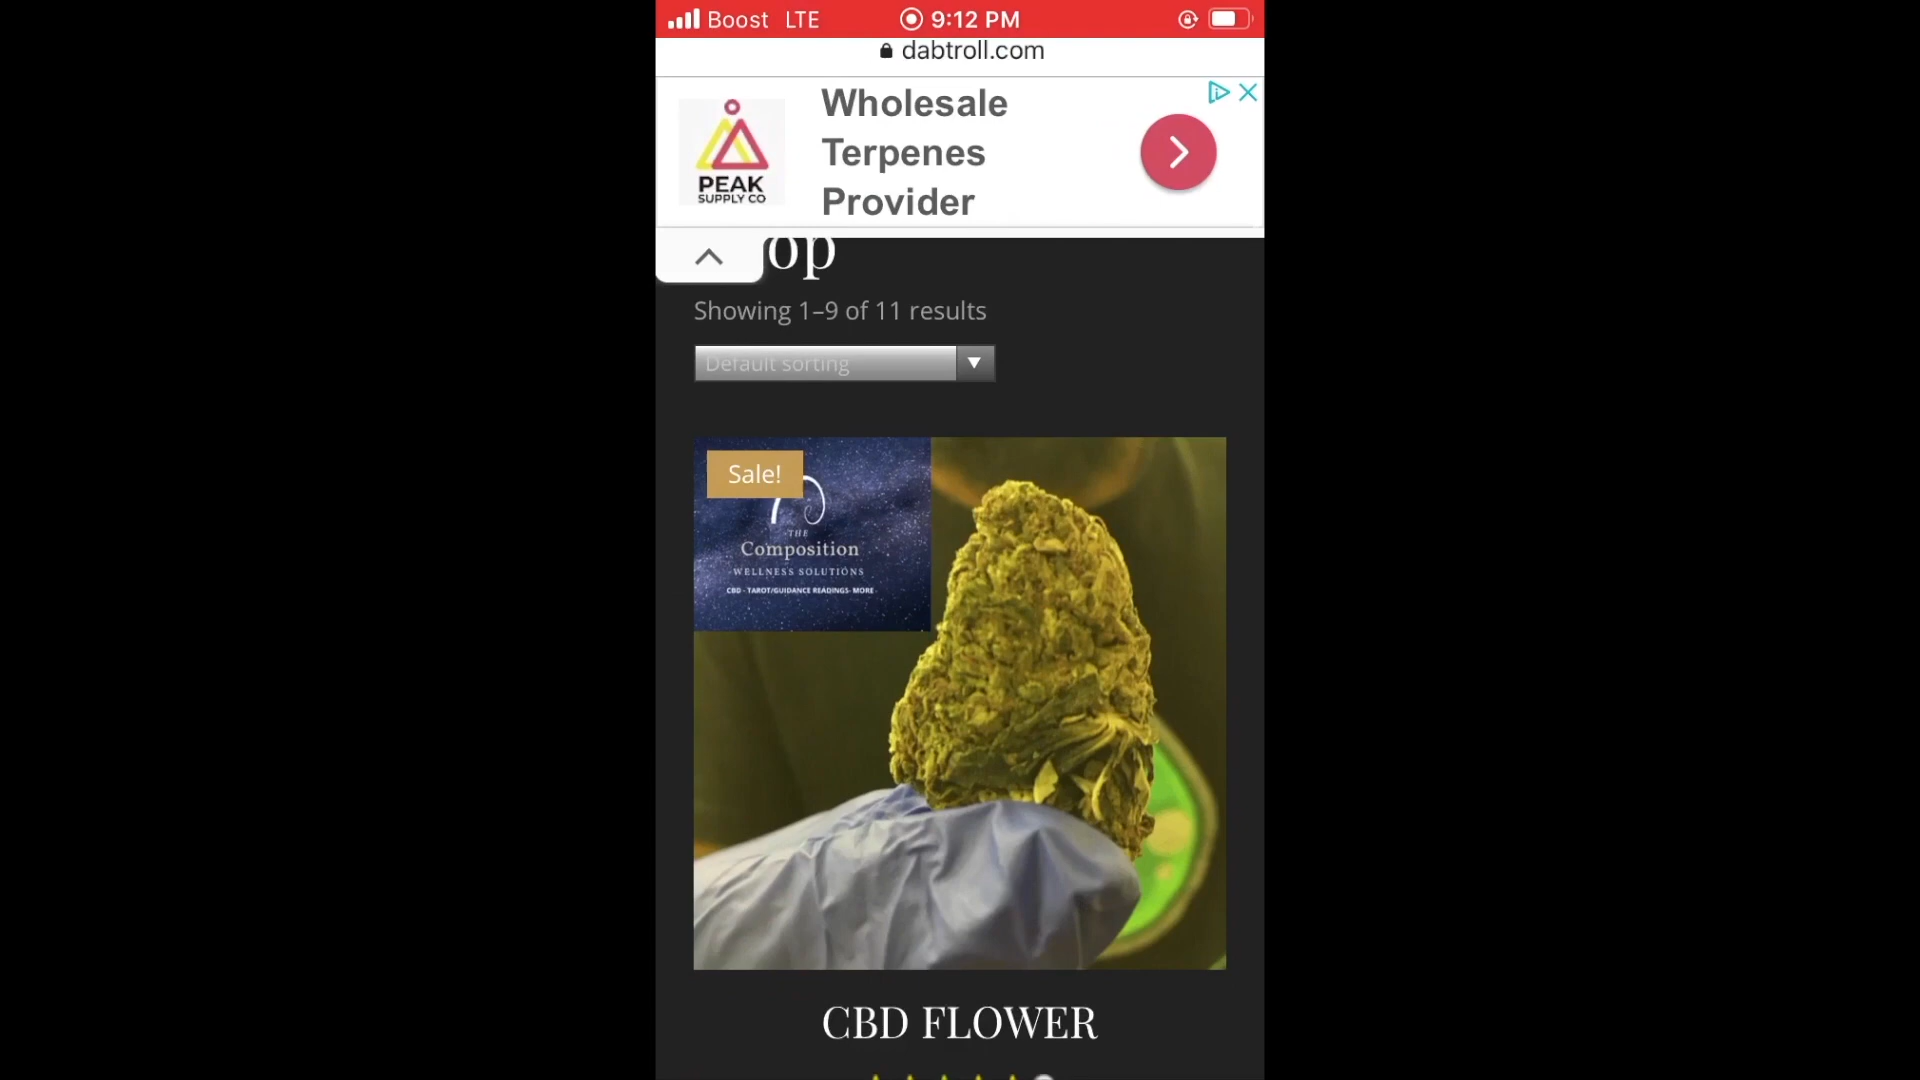 Boost LTE 9:12 PM
dabtroll.com
Wholesale
Terpenes
Provider
PEAK
SUPPLY CO
op
Showing 1–9 of 11 results
Default sorting
Sale!
THE
Composition
WELLNESS SOLUTIONS
CBD - TAROT/GUIDANCE READINGS- MORE
CBD FLOWER